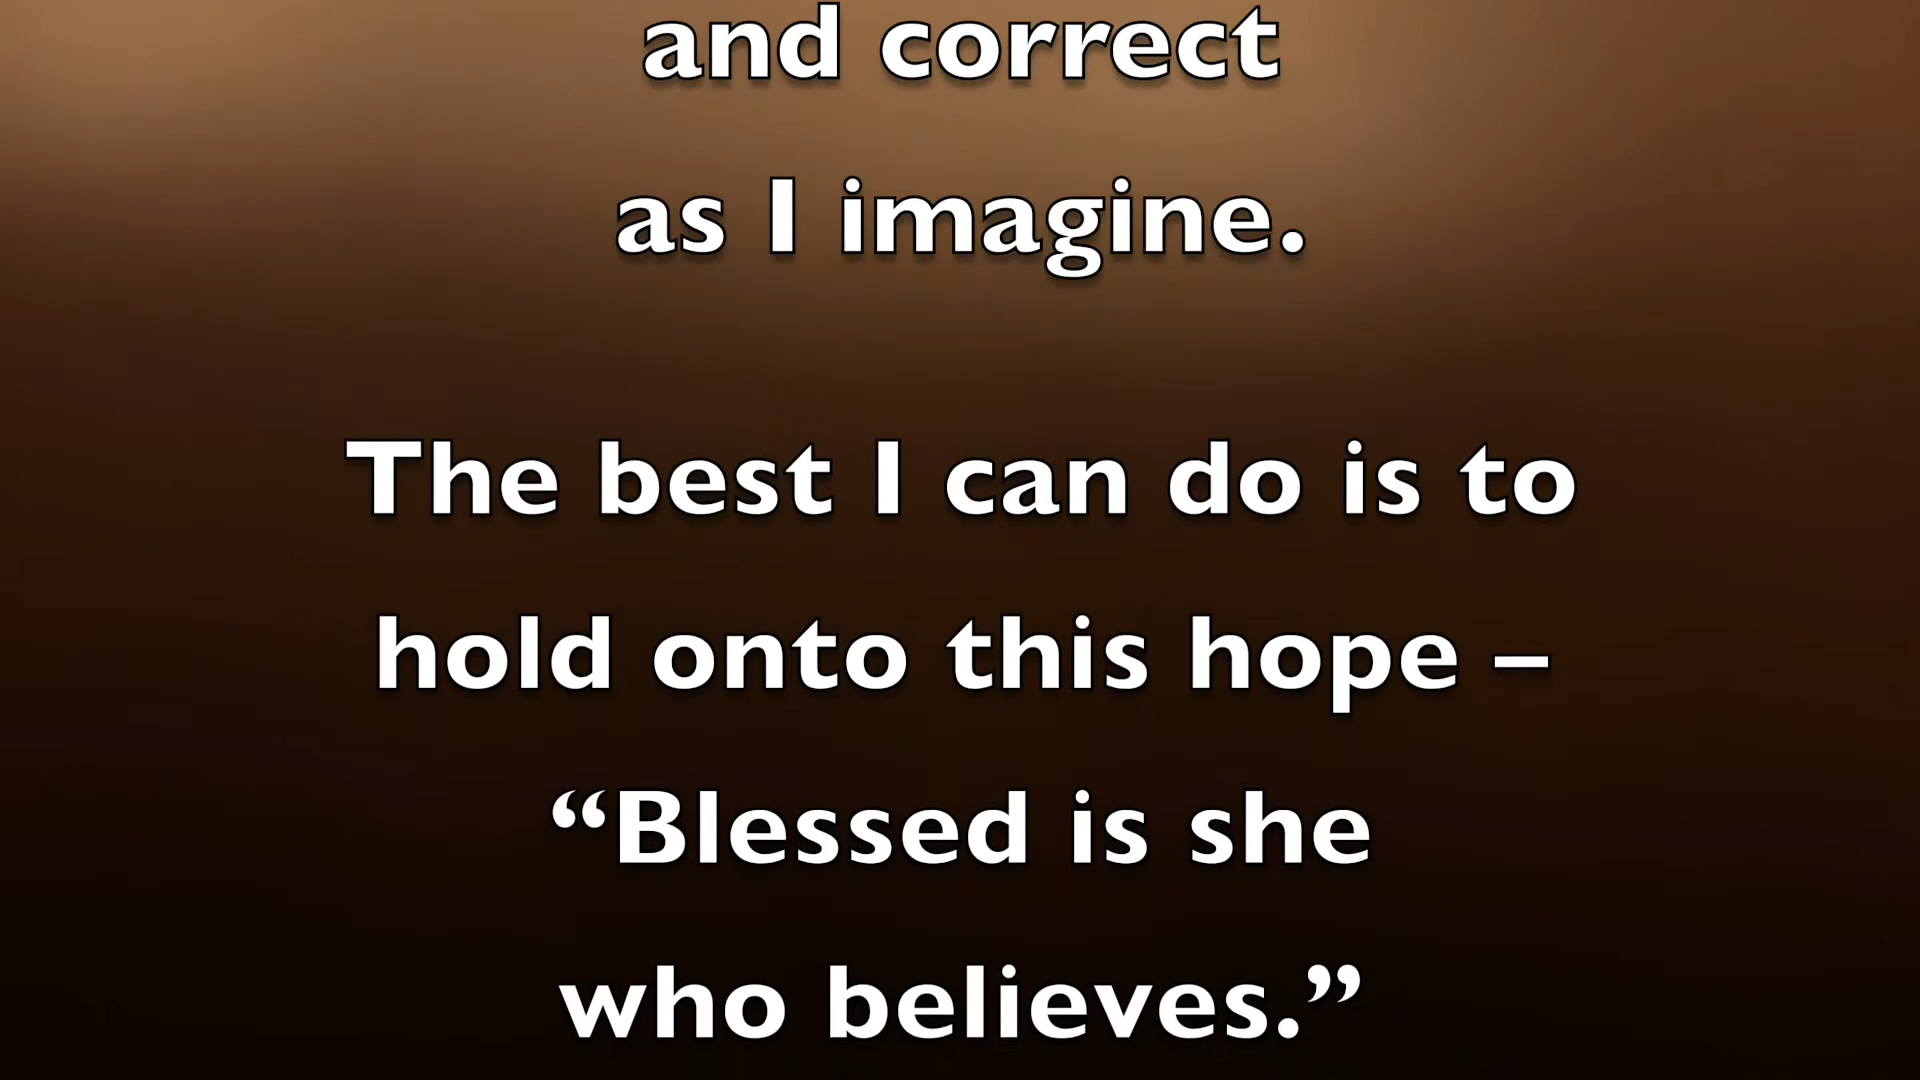 and correct
as I imagine.
The best I can do is to
hold onto this hope –
“Blessed is she
who believes.”